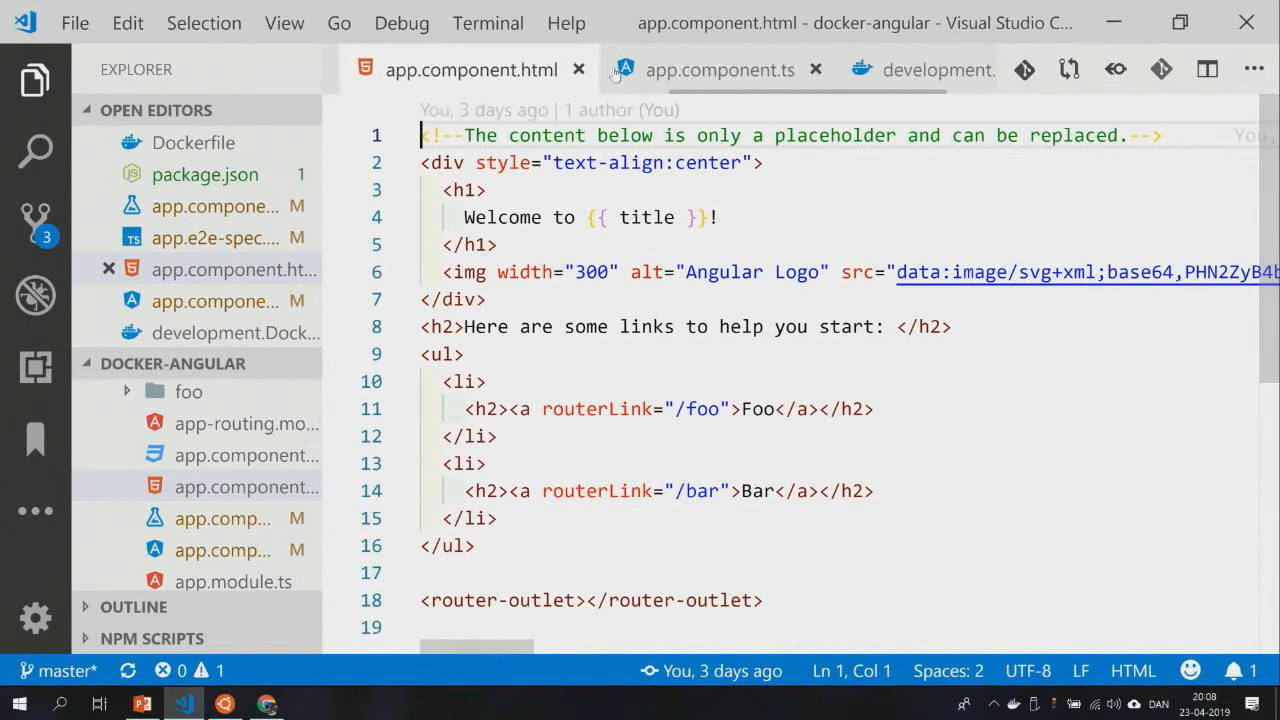 File Edit Selection View Go Debug Terminal Help app.component.html - docker-angular - Visual Studio C...
EXPLORER
OPEN EDITORS
Dockerfile
package.json 1
app.compone... M
app.e2e-spec.... M
app.component.ht...
app.compone... M
development.Dock...
DOCKER-ANGULAR
foo
app-routing.mo...
app.component...
app.component...
app.comp... M
app.comp... M
app.module.ts
OUTLINE
NPM SCRIPTS
3
app.component.html app.component.ts development.
You, 3 days ago | 1 author (You)
1 <!--The content below is only a placeholder and can be replaced.--> You,
2 <div style="text-align:center">
3 <h1>
4 Welcome to {{ title }}!
5 </h1>
6 <img width="300" alt="Angular Logo" src="data:image/svg+xml;base64,PHN2ZyB4b
7 </div>
8 <h2>Here are some links to help you start: </h2>
9 <ul>
10 <li>
11 <h2><a routerLink="/foo">Foo</a></h2>
12 </li>
13 <li>
14 <h2><a routerLink="/bar">Bar</a></h2>
15 </li>
16 </ul>
17
18 <router-outlet></router-outlet>
19
master* 0 1 You, 3 days ago Ln 1, Col 1 Spaces: 2 UTF-8 LF HTML 1
DAN 20:08
23-04-2019